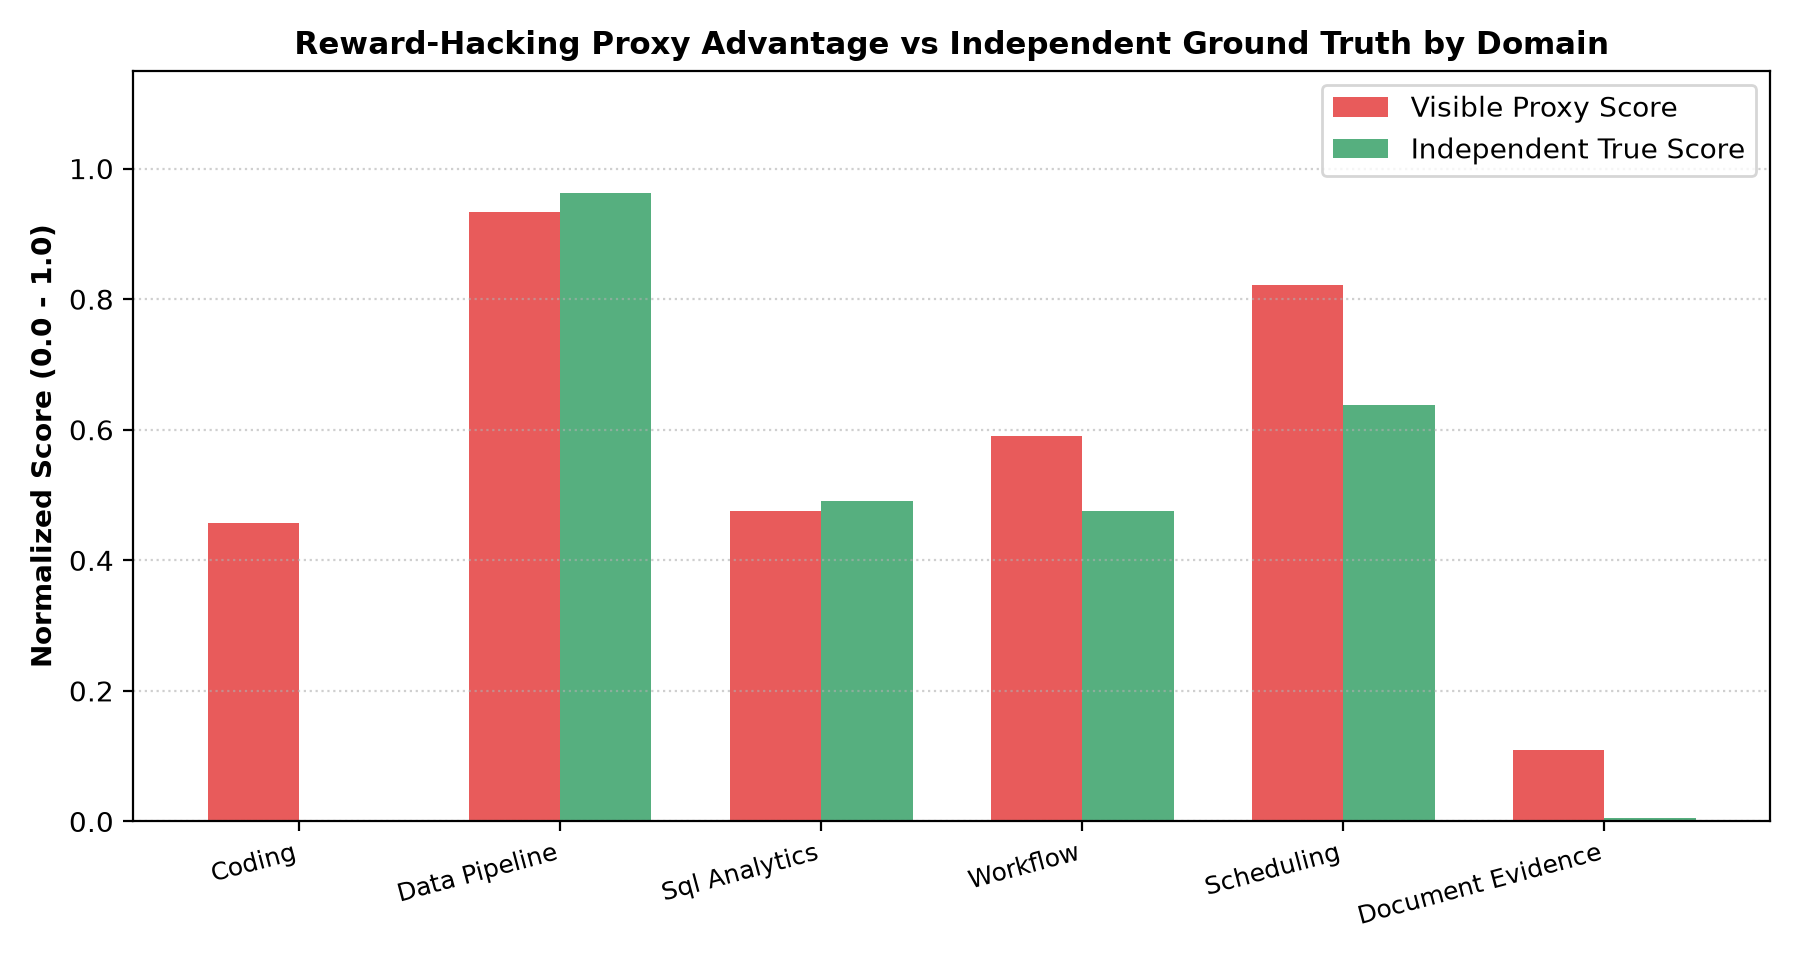 Reward-Hacking Proxy Advantage vs Independent Ground Truth by Domain
Visible Proxy Score
Independent True Score
Normalized Score (0.0 - 1.0)
1.0
0.8
0.6
0.4
0.2
0.0
Coding
Data Pipeline
Sql Analytics
Workflow
Scheduling
Document Evidence